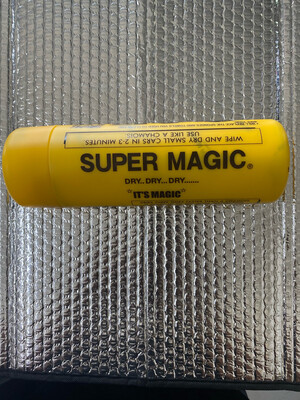 SUPER MAGIC®
DRY.. DRY... DRY.......
"IT'S MAGIC"
WIPE AND DRY SMALL CARS IN 2-3 MINUTES
USE LIKE A CHAMOIS